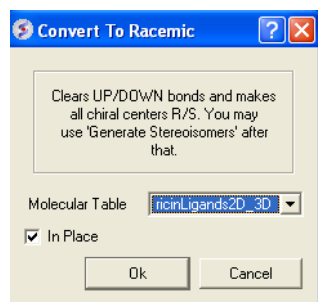 Convert To Racemic
Clears UP/DOWN bonds and makes
all chiral centers R/S. You may
use 'Generate Stereoisomers' after
that.
Molecular Table ricinLigands2D_3D
In Place
Ok Cancel